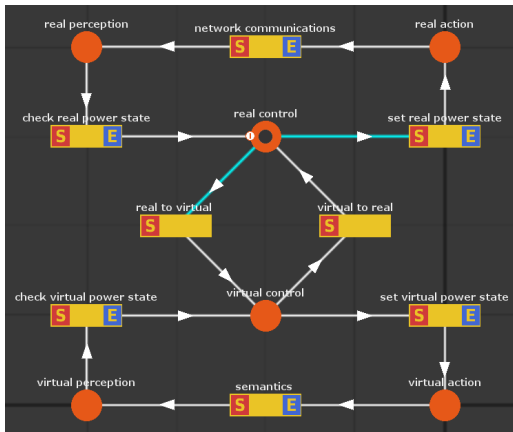 real perception
network communications
real action
S E
check real power state
real control
set real power state
S E
S E
real to virtual
virtual to real
S
S
check virtual power state
virtual control
set virtual power state
S E
S E
virtual perception
semantics
virtual action
S E